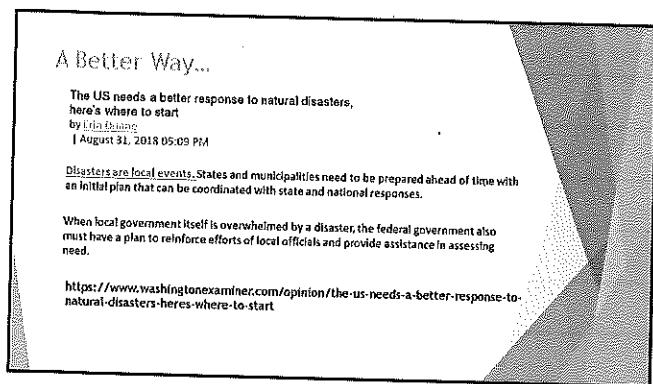 A Better Way...
The US needs a better response to natural disasters,
here's where to start
by
| August 31, 2018 05:09 PM
Disasters are local events. States and municipalities need to be prepared ahead of time with
an initial plan that can be coordinated with state and national responses.
When local government itself is overwhelmed by a disaster, the federal government also
must have a plan to reinforce efforts of local officials and provide assistance in assessing
need.
https://www.washingtonexaminer.com/opinion/the-us-needs-a-better-response-to-
natural-disasters-heres-where-to-start